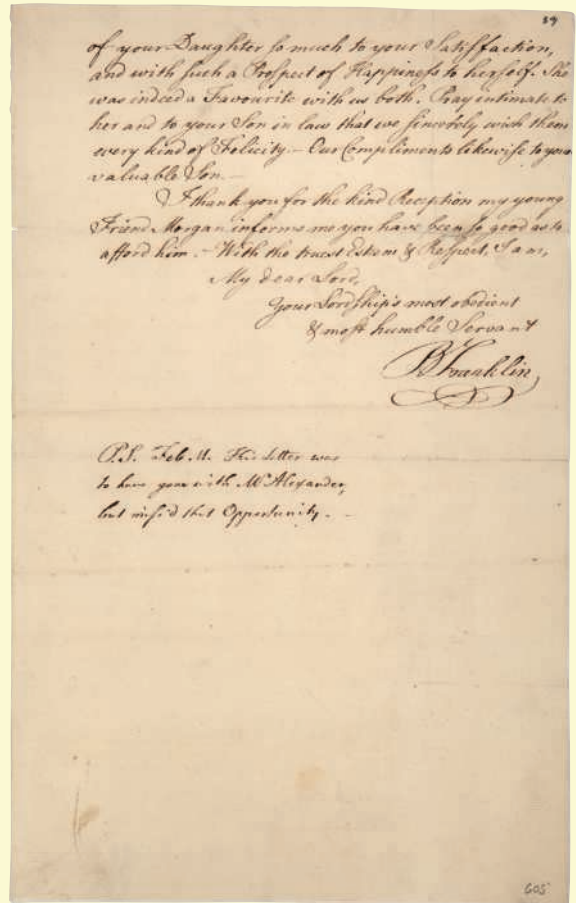 39
of your Daughter so much to your Satisfaction,
and with such a Prospect of Happiness to herself. She
was indeed a Favourite with us both. Pray intimate to
her and to your Son in law that we sincerely wish them
every kind of Felicity.— Our Compliments likewise to your
valuable Son.—
I thank you for the kind Reception my young
Friend Morgan informs me you have been so good as to
afford him.— With the truest Esteem & Respect, I am,
My dear Lord,
Your Lordship's most obedient
& most humble Servant
B Franklin
P.S. Feb. 11. This Letter was
to have gone with Mr Alexander,
but miss'd that Opportunity.—
605